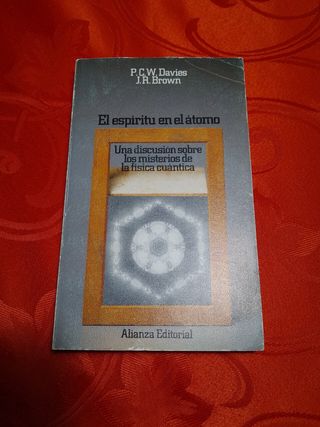 P.C.W. Davies
J.R. Brown
El espíritu en el átomo
Una discusión sobre
los misterios de
la física cuántica
Alianza Editorial